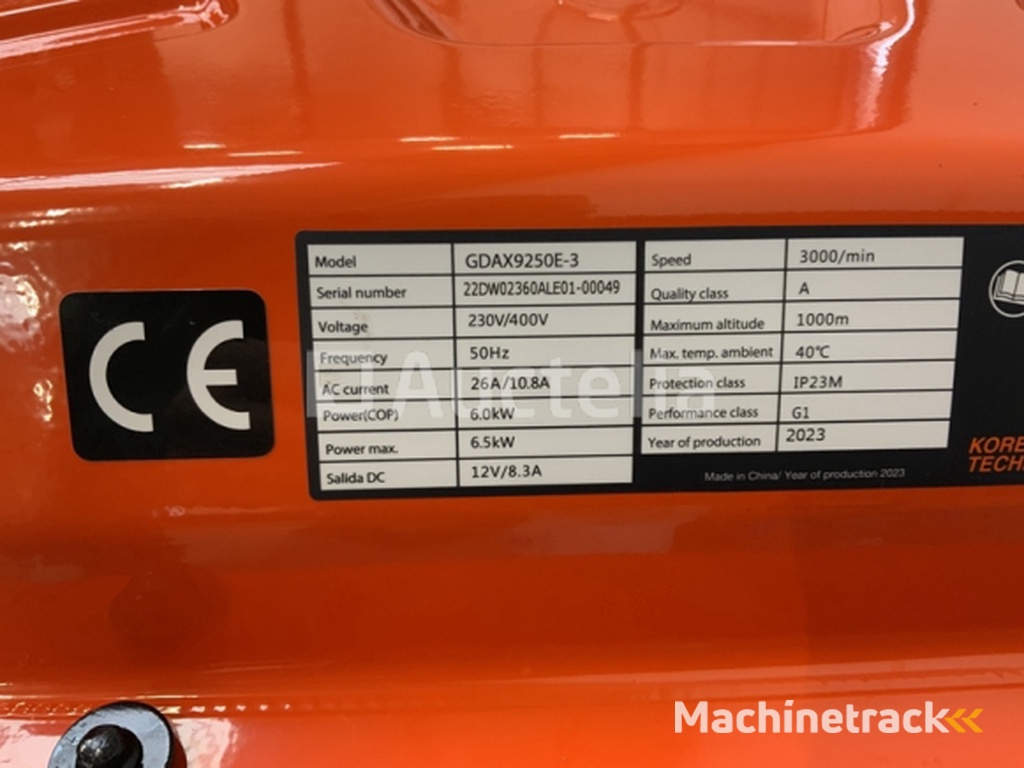 CE
Model GDAX9250E-3
Serial number 22DW02360ALE01-00049
Voltage 230V/400V
Frequency 50Hz
AC current 26A/10.8A
Power(COP) 6.0kW
Power max. 6.5kW
Salida DC 12V/8.3A
Speed 3000/min
Quality class A
Maximum altitude 1000m
Max. temp. ambient 40℃
Protection class IP23M
Performance class G1
Year of production 2023
Made in China/ Year of production 2023
KORE
TECH
Auctelia
Machinetrack